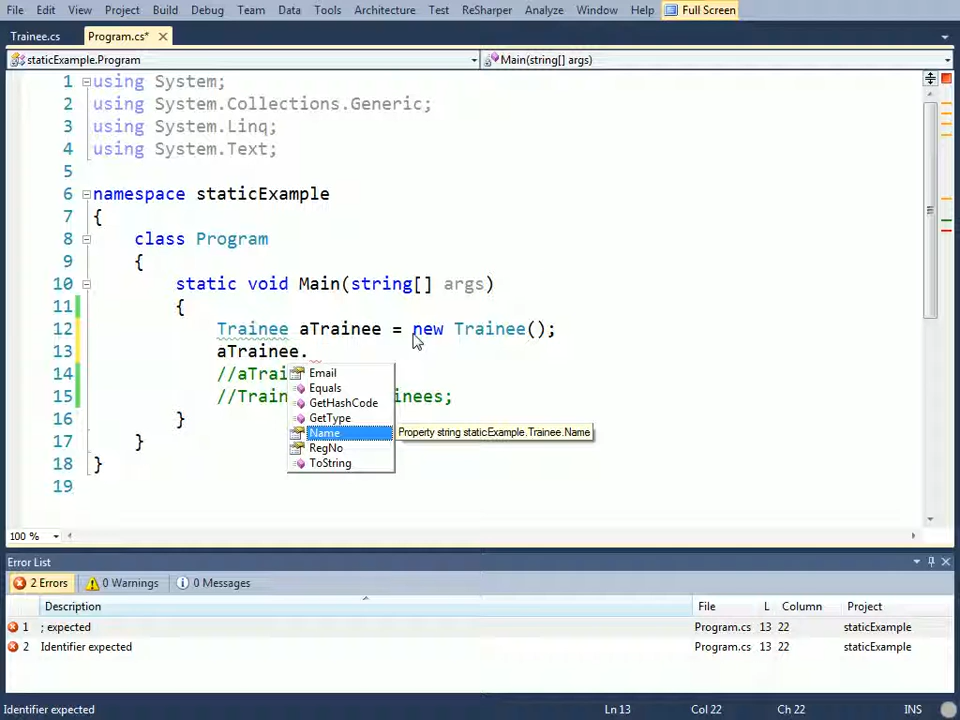 File Edit View Project Build Debug Team Data Tools Architecture Test ReSharper Analyze Window Help Full Screen
Trainee.cs Program.cs*
staticExample.Program Main(string[] args)
1 using System;
2 using System.Collections.Generic;
3 using System.Linq;
4 using System.Text;
5
6 namespace staticExample
7 {
8 class Program
9 {
10 static void Main(string[] args)
11 {
12 Trainee aTrainee = new Trainee();
13 aTrainee.
14 //aTrai
15 //Train inees;
16 }
17 }
18 }
19
Email
Equals
GetHashCode
GetType
Name Property string staticExample.Trainee.Name
RegNo
ToString
100 %
Error List
2 Errors 0 Warnings 0 Messages
Description File L Column Project
1 ; expected Program.cs 13 22 staticExample
2 Identifier expected Program.cs 13 22 staticExample
Identifier expected Ln 13 Col 22 Ch 22 INS